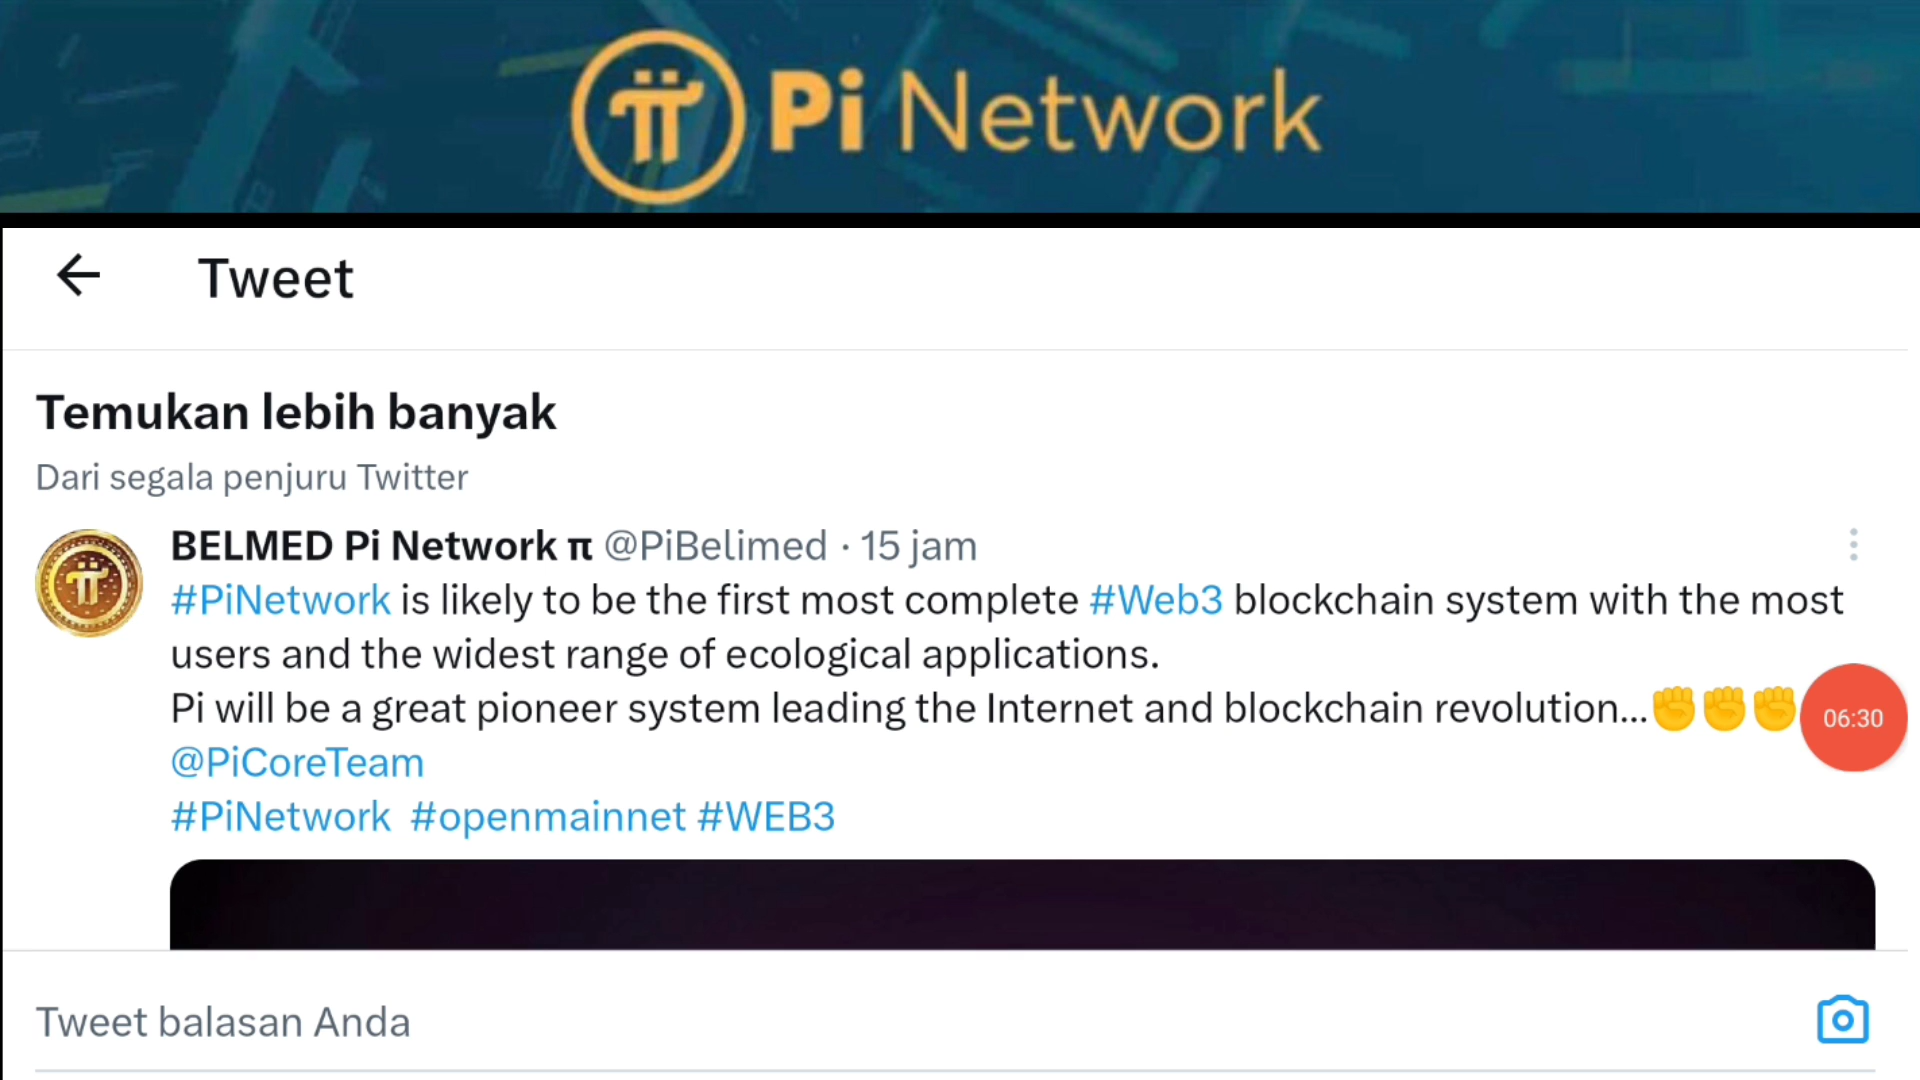 Pi Network
Tweet
Temukan lebih banyak
Dari segala penjuru Twitter
BELMED Pi Network π @PiBelimed · 15 jam
#PiNetwork is likely to be the first most complete #Web3 blockchain system with the most
users and the widest range of ecological applications.
Pi will be a great pioneer system leading the Internet and blockchain revolution...✊✊✊
06:30
@PiCoreTeam
#PiNetwork #openmainnet #WEB3
Tweet balasan Anda